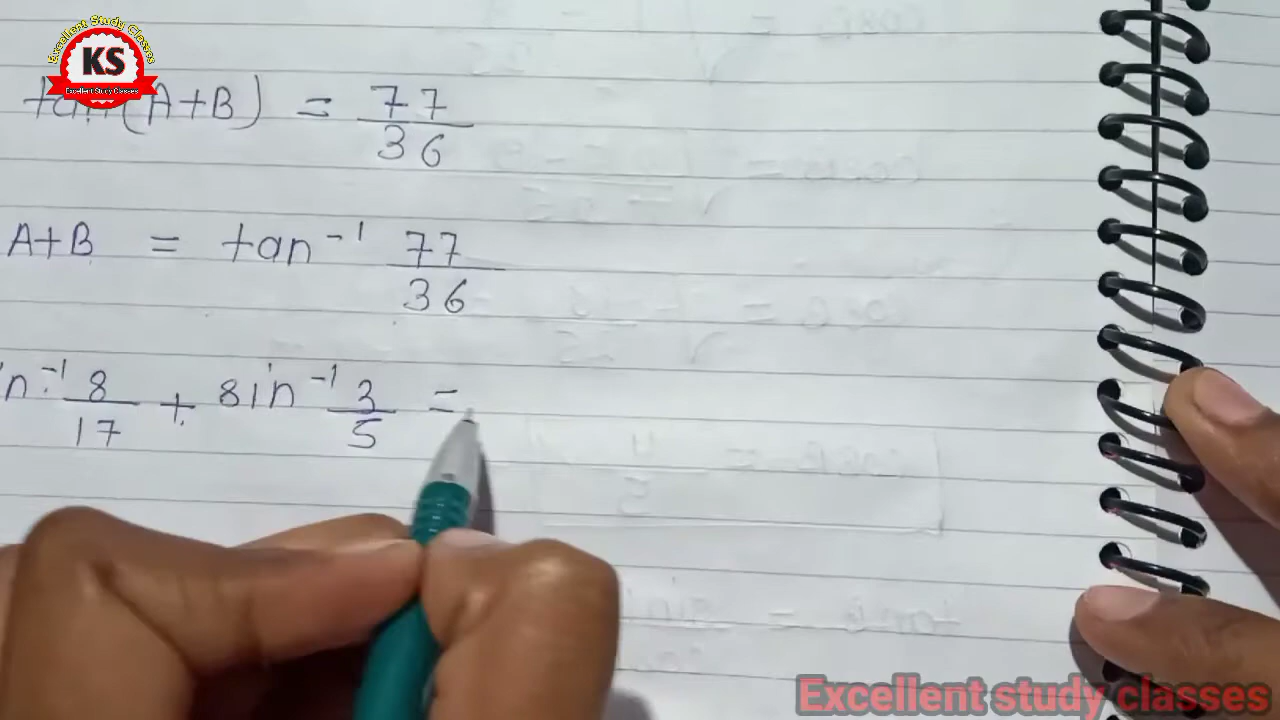 Excellent Study Classes
KS
Excellent Study Classes
tan(A+B) = 77/36
A+B = tan⁻¹ 77/36
in⁻¹ 8/17 + sin⁻¹ 3/5 =
Excellent study classes